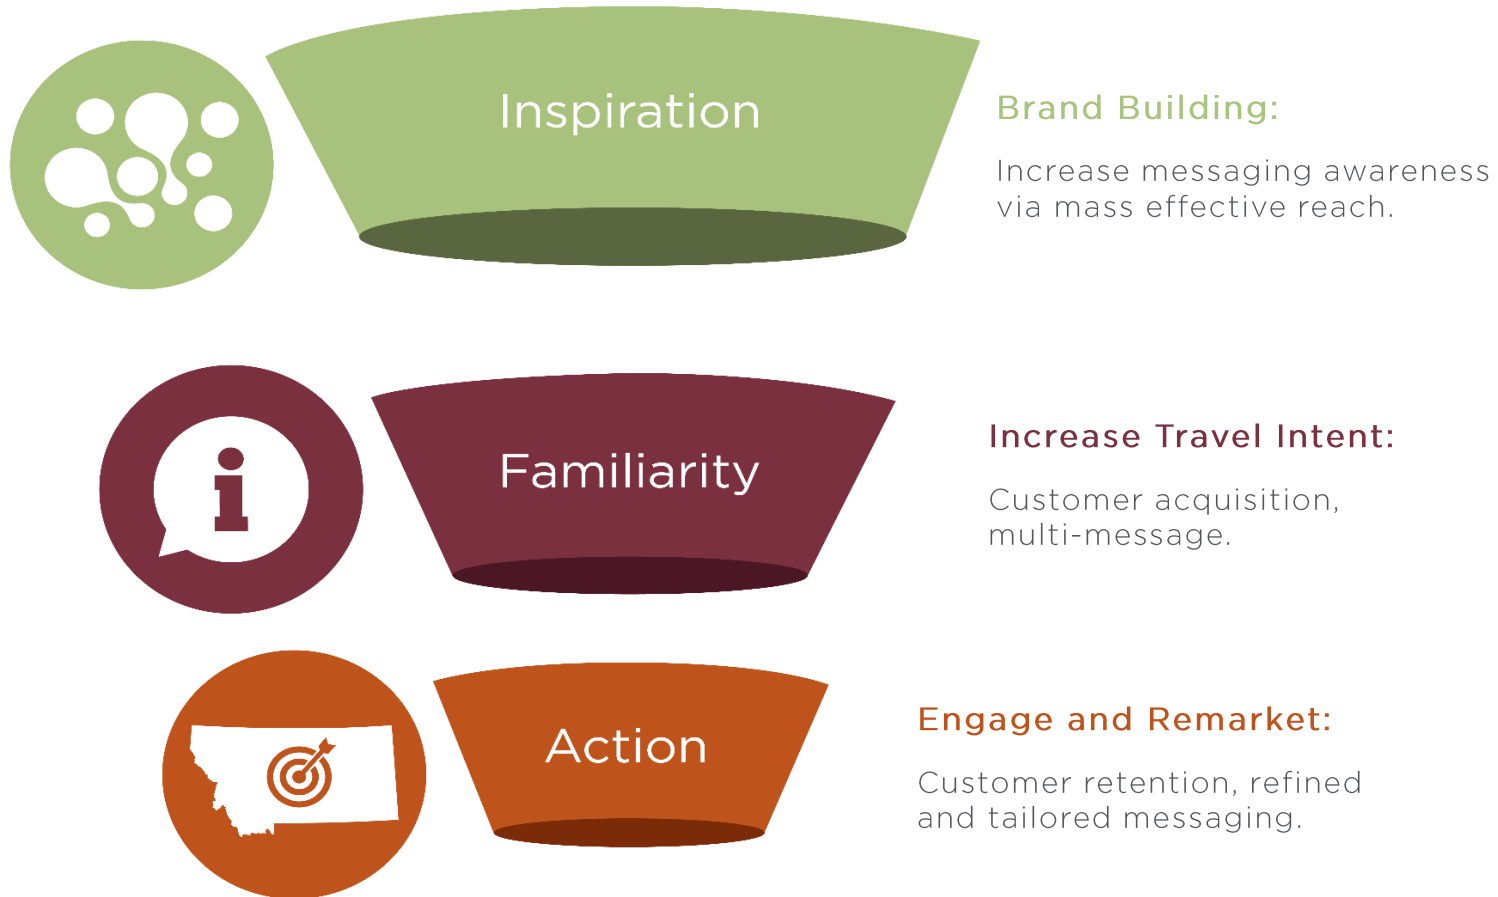 Inspiration
Brand Building:
Increase messaging awareness
via mass effective reach.
Familiarity
Increase Travel Intent:
Customer acquisition,
multi-message.
Action
Engage and Remarket:
Customer retention, refined
and tailored messaging.